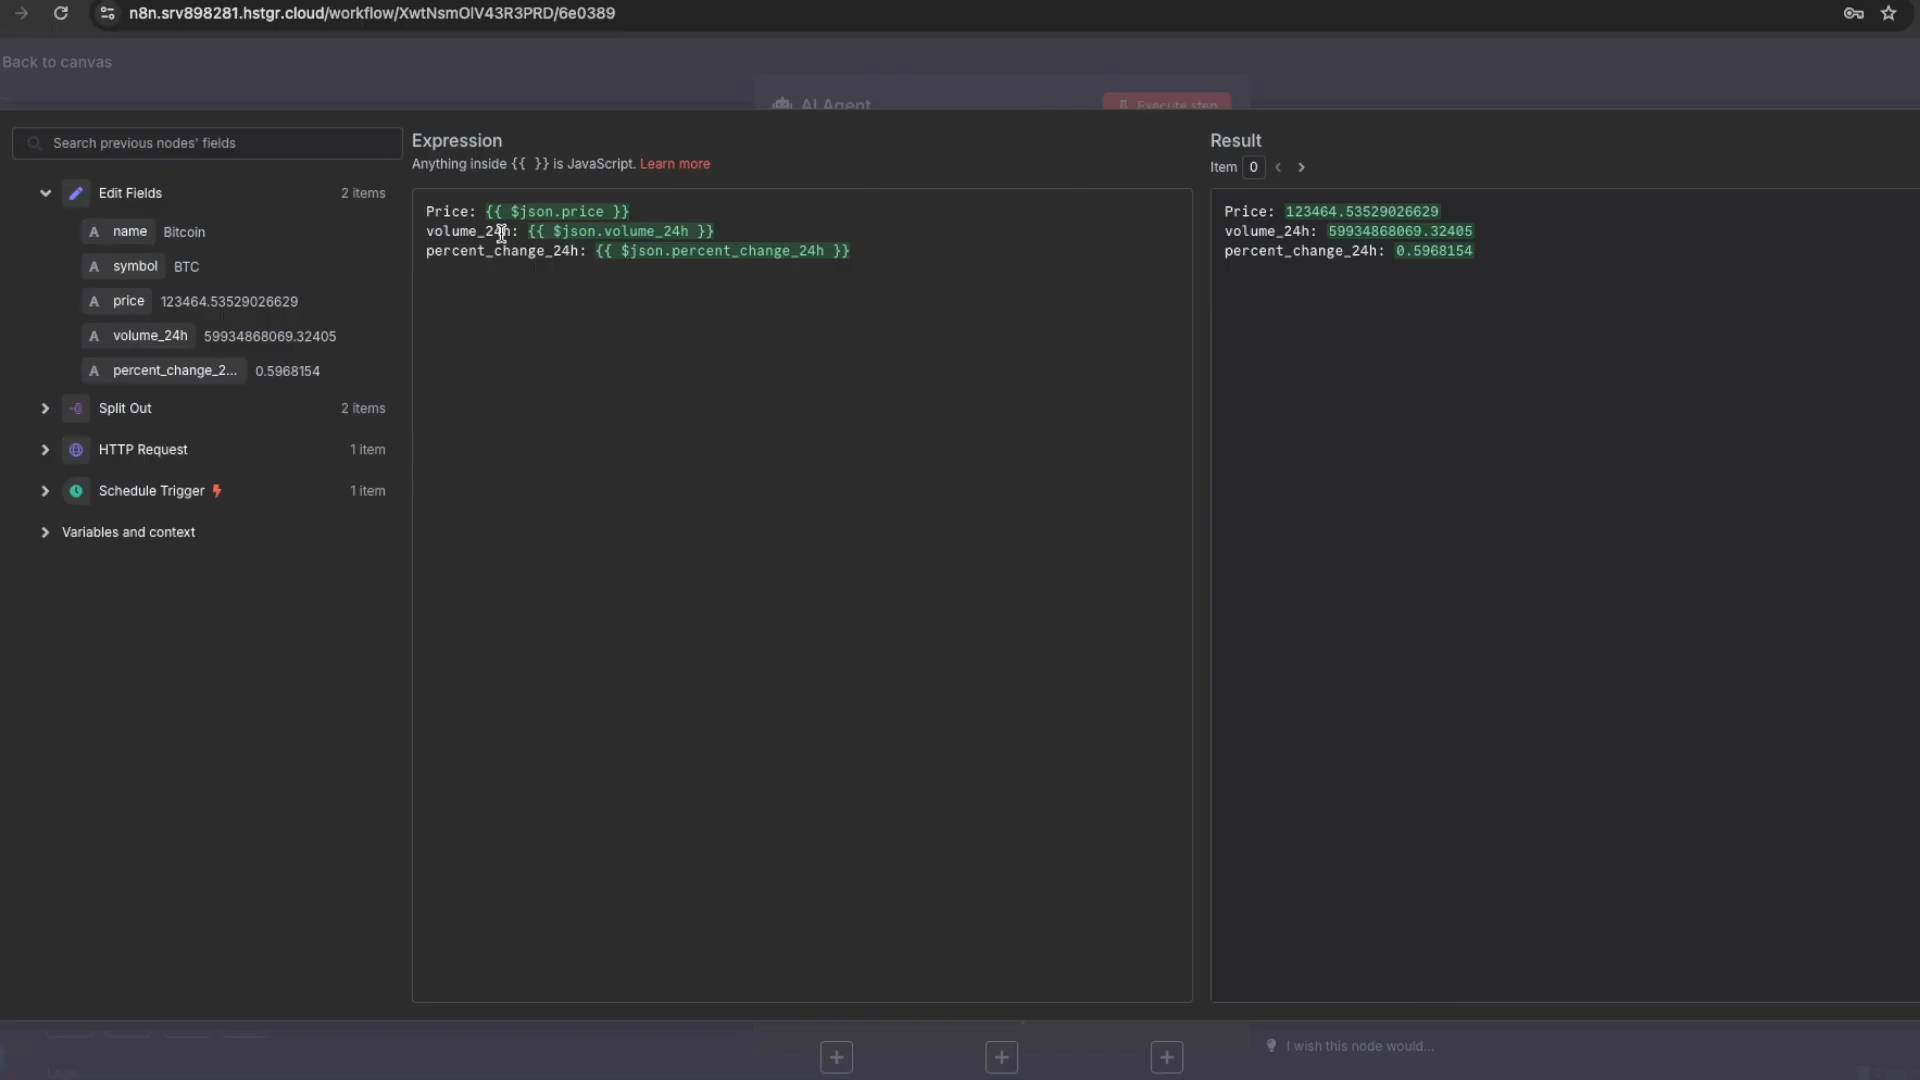 n8n.srv898281.hstgr.cloud/workflow/XwtNsmOlV43R3PRD/6e0389
Back to canvas
AI Agent
Execute step
Search previous nodes' fields
Edit Fields 2 items
A name Bitcoin
A symbol BTC
A price 123464.53529026629
A volume_24h 59934868069.32405
A percent_change_2... 0.5968154
Split Out 2 items
HTTP Request 1 item
Schedule Trigger 1 item
Variables and context
Expression
Anything inside {{ }} is JavaScript. Learn more
Price: {{ $json.price }}
volume_24h: {{ $json.volume_24h }}
percent_change_24h: {{ $json.percent_change_24h }}
Result
Item 0
Price: 123464.53529026629
volume_24h: 59934868069.32405
percent_change_24h: 0.5968154
I wish this node would...